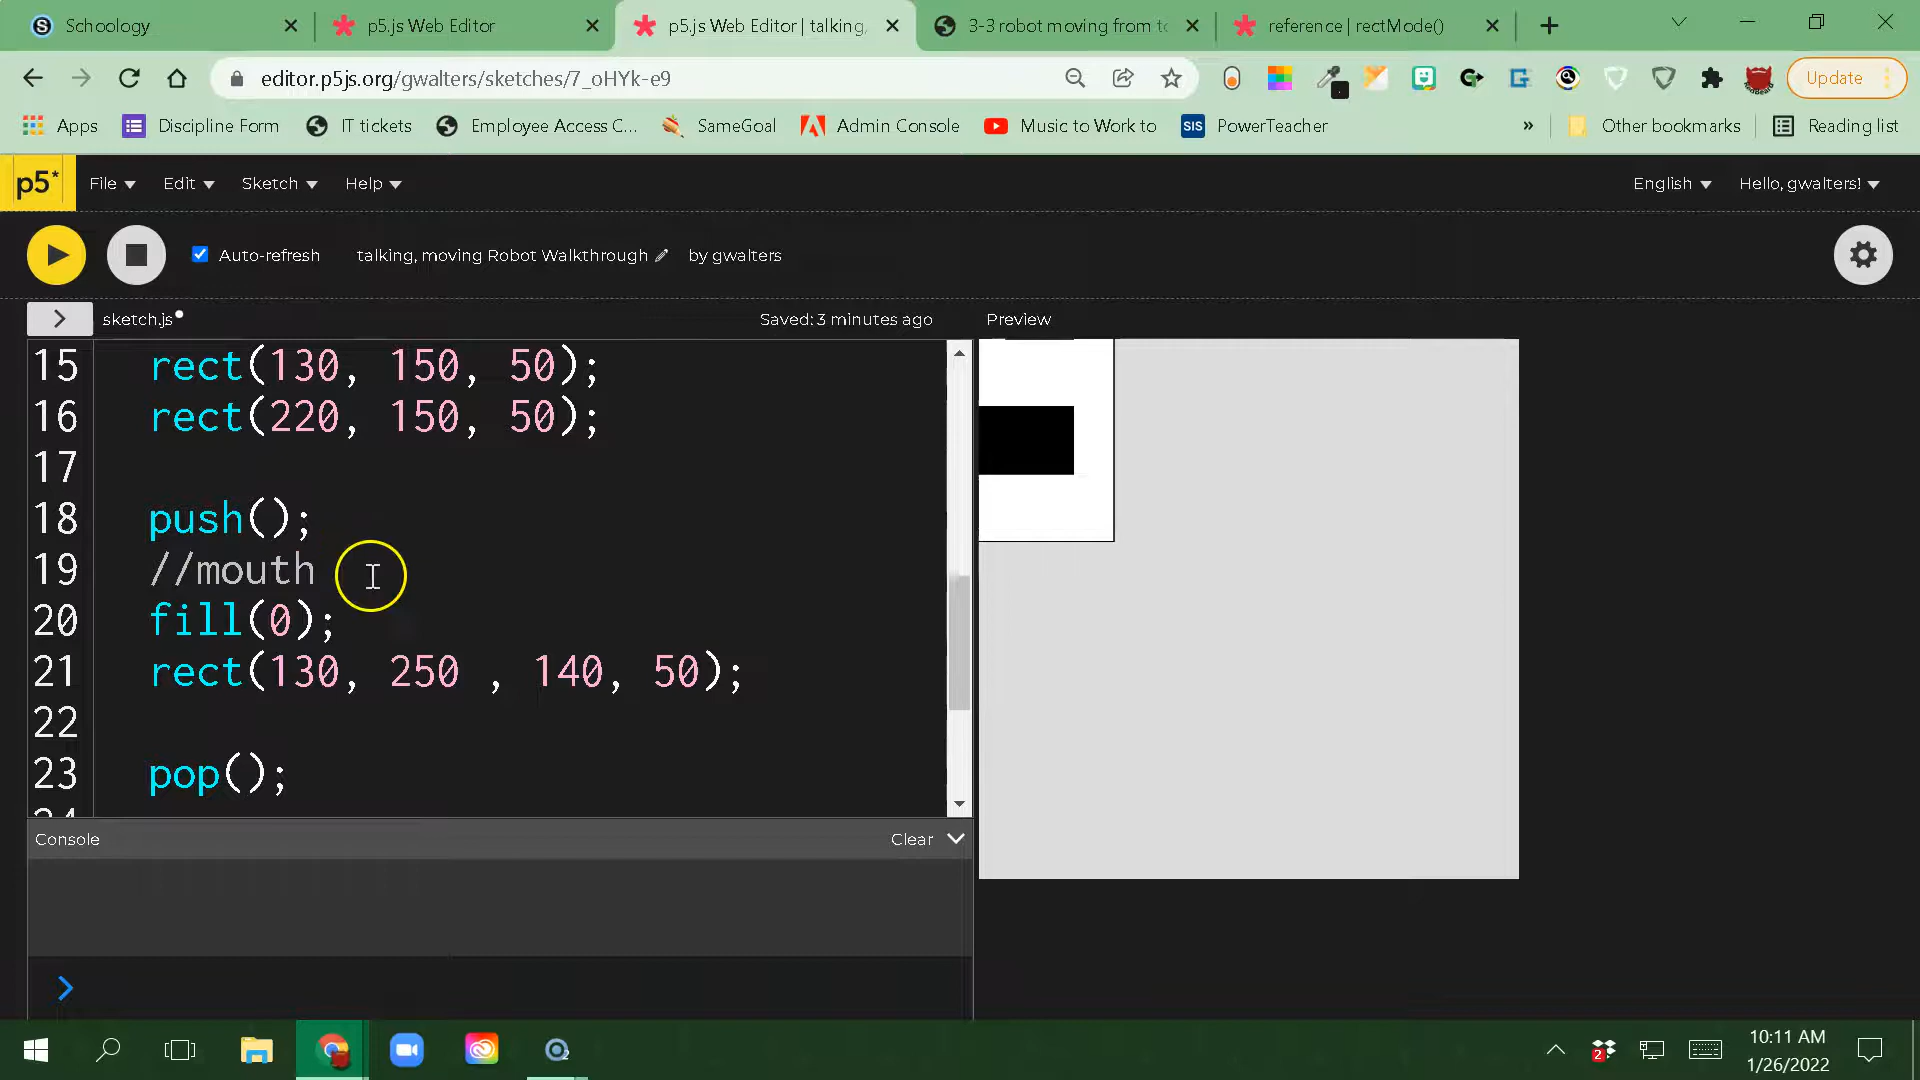 Schoology
p5.js Web Editor
p5.js Web Editor | talking,
3-3 robot moving from to
reference | rectMode()
editor.p5js.org/gwalters/sketches/7_oHYk-e9
Update
Apps
Discipline Form
IT tickets
Employee Access C...
SameGoal
Admin Console
Music to Work to
SIS
PowerTeacher
»
Other bookmarks
Reading list
p5*
File
Edit
Sketch
Help
English
Hello, gwalters!
Auto-refresh
talking, moving Robot Walkthrough
by gwalters
sketch.js
Saved: 3 minutes ago
Preview
15 rect(130, 150, 50);
16 rect(220, 150, 50);
17
18 push();
19 //mouth
20 fill(0);
21 rect(130, 250 , 140, 50);
22
23 pop();
Console
Clear
10:11 AM
1/26/2022